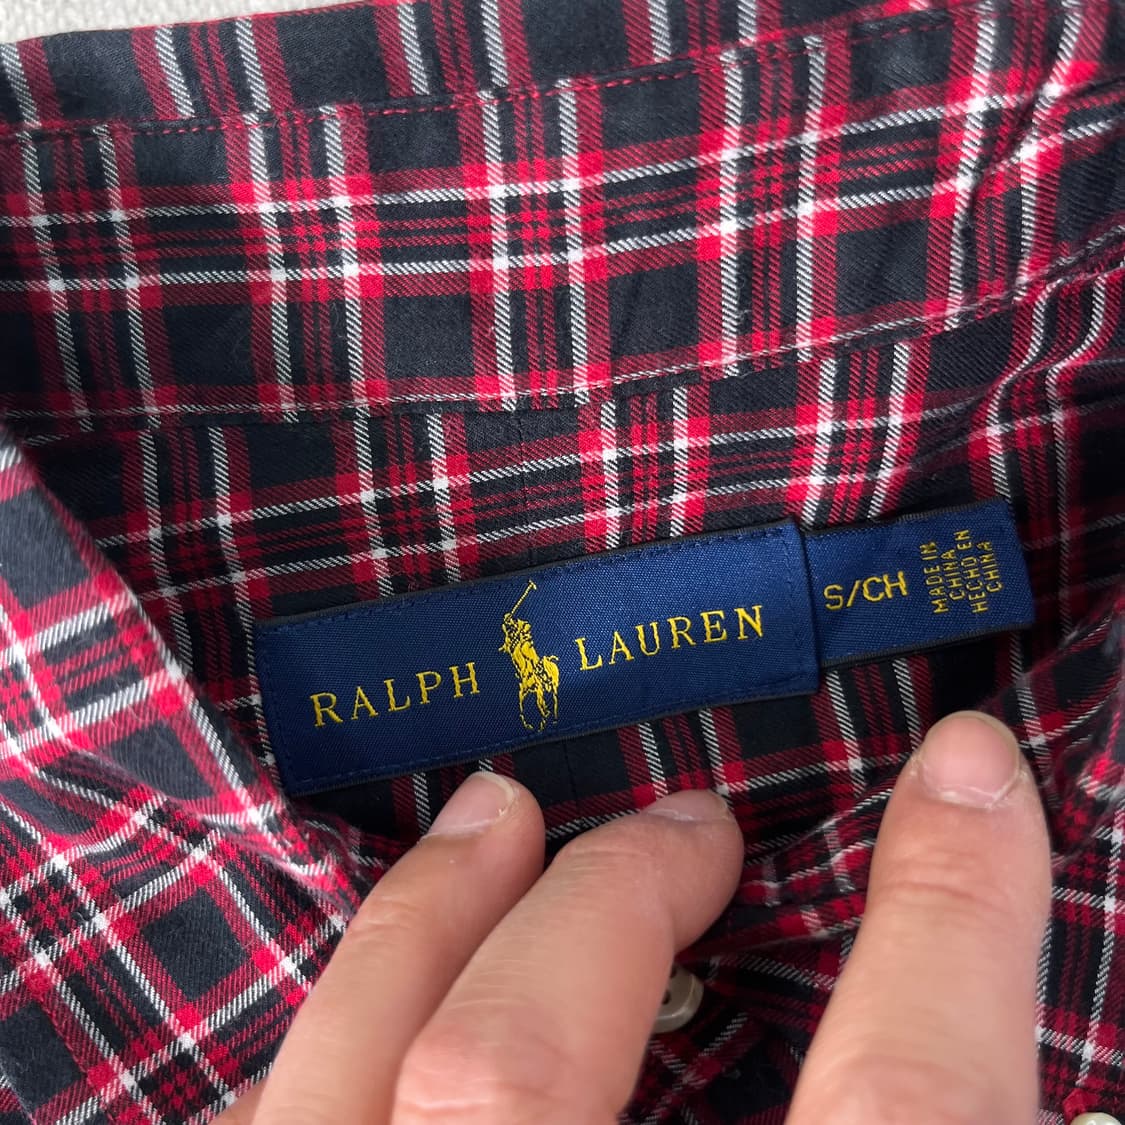 RALPH LAUREN
S/CH
MADE IN
CHINA
HECHO EN
CHINA